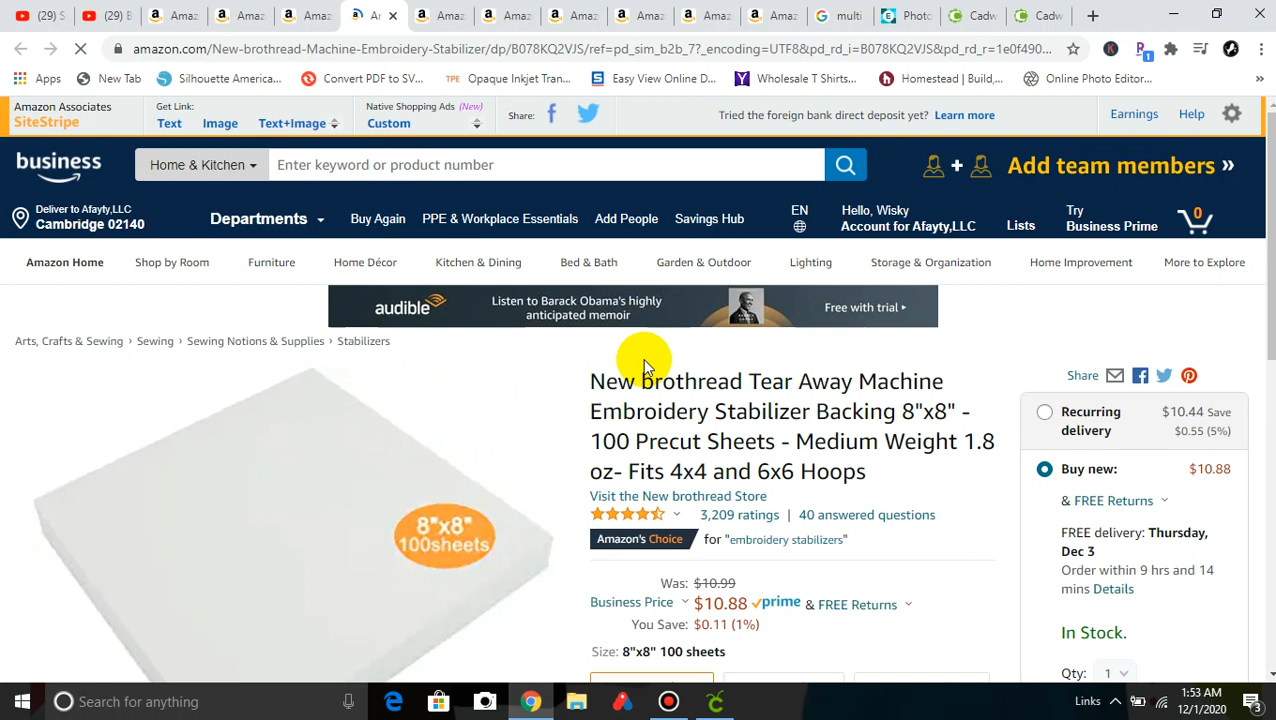 (29) S
Amaz
Amaz
Amaz
Ar
Amaz
Amaz
Amaz
Amaz
Amaz
Amaz
multi
Photo
Cadw
Cadw
(29) B
amazon.com/New-brothread-Machine-Embroidery-Stabilizer/dp/B078KQ2VJS/ref=pd_sim_b2b_7?_encoding=UTF8&pd_rd_i=B078KQ2VJS&pd_rd_r=1e0f490...
Apps New Tab Silhouette America... Convert PDF to SV... Opaque Inkjet Tran... Easy View Online D... Wholesale T Shirts... Homestead | Build,... Online Photo Editor... »
Amazon Associates
SiteStripe
Get Link:
Text Image Text+Image
Native Shopping Ads (New)
Custom
Share:
Tried the foreign bank direct deposit yet? Learn more
Earnings Help
business
Home & Kitchen
Enter keyword or product number
+ Add team members »
Deliver to Afayty,LLC
Cambridge 02140
Departments Buy Again PPE & Workplace Essentials Add People Savings Hub
EN
Hello, Wisky
Account for Afayty,LLC
Lists
Try
Business Prime
0
Amazon Home Shop by Room Furniture Home Décor Kitchen & Dining Bed & Bath Garden & Outdoor Lighting Storage & Organization Home Improvement More to Explore
audible
Listen to Barack Obama's highly
anticipated memoir
Free with trial ▸
Arts, Crafts & Sewing › Sewing › Sewing Notions & Supplies › Stabilizers
8"x8"
100sheets
New brothread Tear Away Machine
Embroidery Stabilizer Backing 8"x8" -
100 Precut Sheets - Medium Weight 1.8
oz- Fits 4x4 and 6x6 Hoops
Visit the New brothread Store
3,209 ratings | 40 answered questions
Amazon's Choice for "embroidery stabilizers"
Was: $10.99
Business Price $10.88 prime & FREE Returns
You Save: $0.11 (1%)
Size: 8"x8" 100 sheets
Share
Recurring
delivery
$10.44 Save
$0.55 (5%)
Buy new: $10.88
& FREE Returns
FREE delivery: Thursday,
Dec 3
Order within 9 hrs and 14
mins Details
In Stock.
Qty: 1
Search for anything
Links
1:53 AM
12/1/2020
3